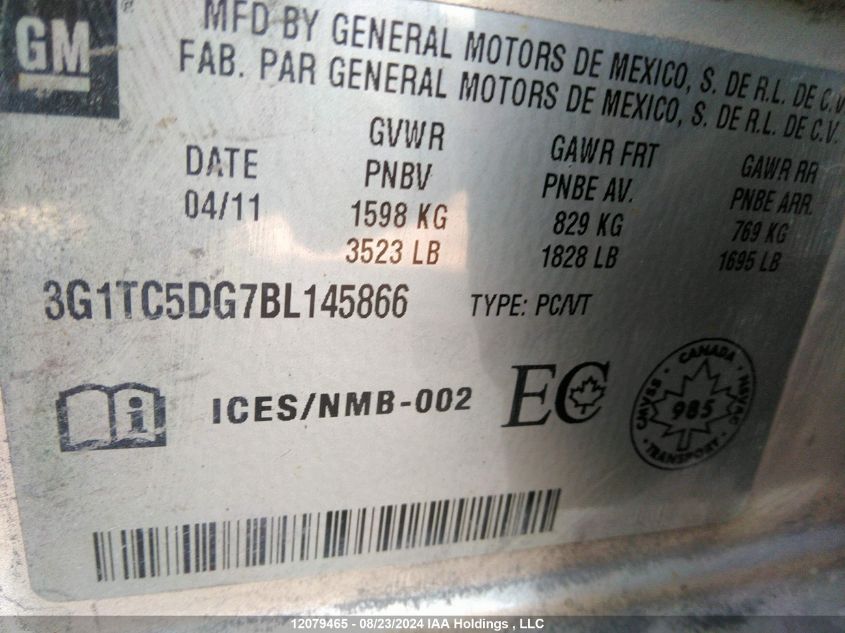 GM
MFD BY GENERAL MOTORS DE MEXICO, S. DE R.L. DE C.V.
FAB. PAR GENERAL MOTORS DE MEXICO, S. DE R.L. DE C.V.
DATE GVWR GAWR FRT GAWR RR
PNBV PNBE AV. PNBE ARR.
04/11 1598 KG 829 KG 769 KG
3523 LB 1828 LB 1695 LB
3G1TC5DG7BL145866 TYPE: PC/VT
i ICES/NMB-002 EC
CANADA
CMVSS 985 NSVAC
TRANSPORT
12079465 - 08/23/2024 IAA Holdings , LLC